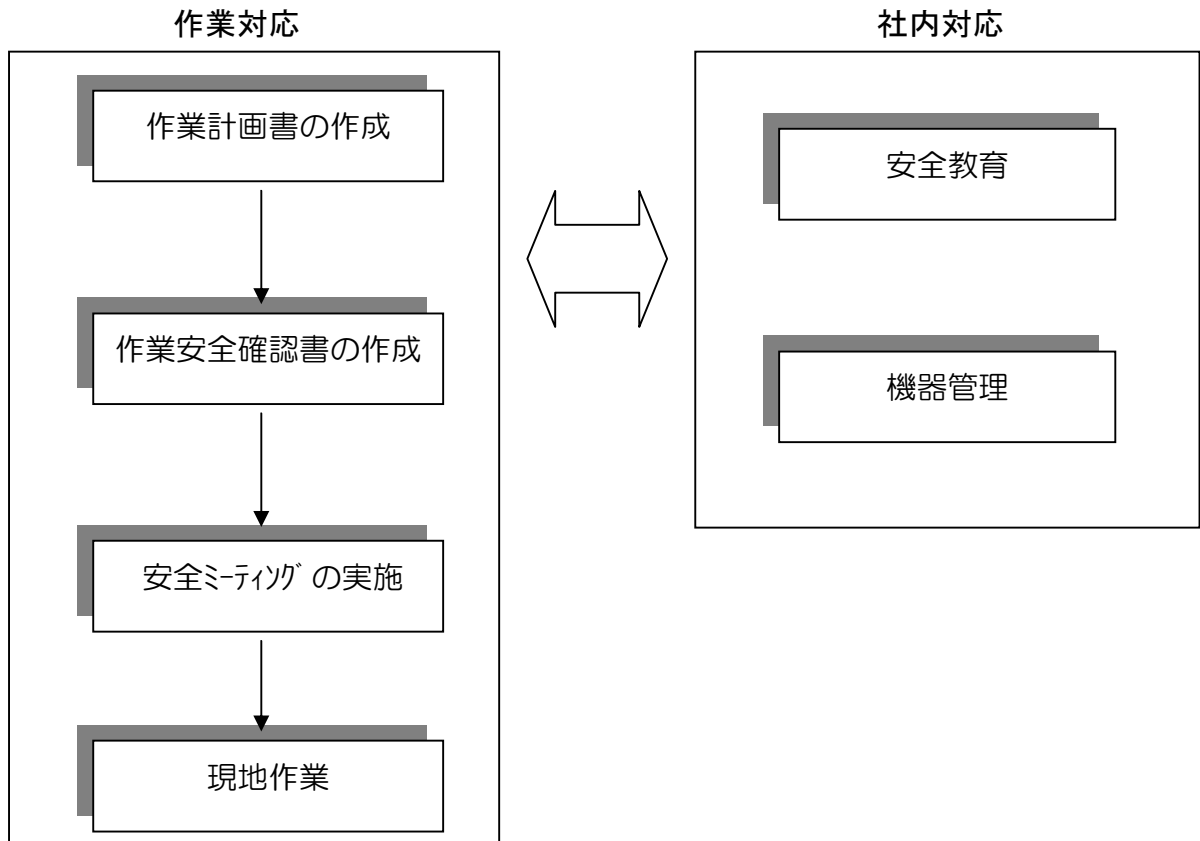 作業対応
作業計画書の作成
作業安全確認書の作成
安全ﾐｰﾃｨﾝｸﾞの実施
現地作業
社内対応
安全教育
機器管理